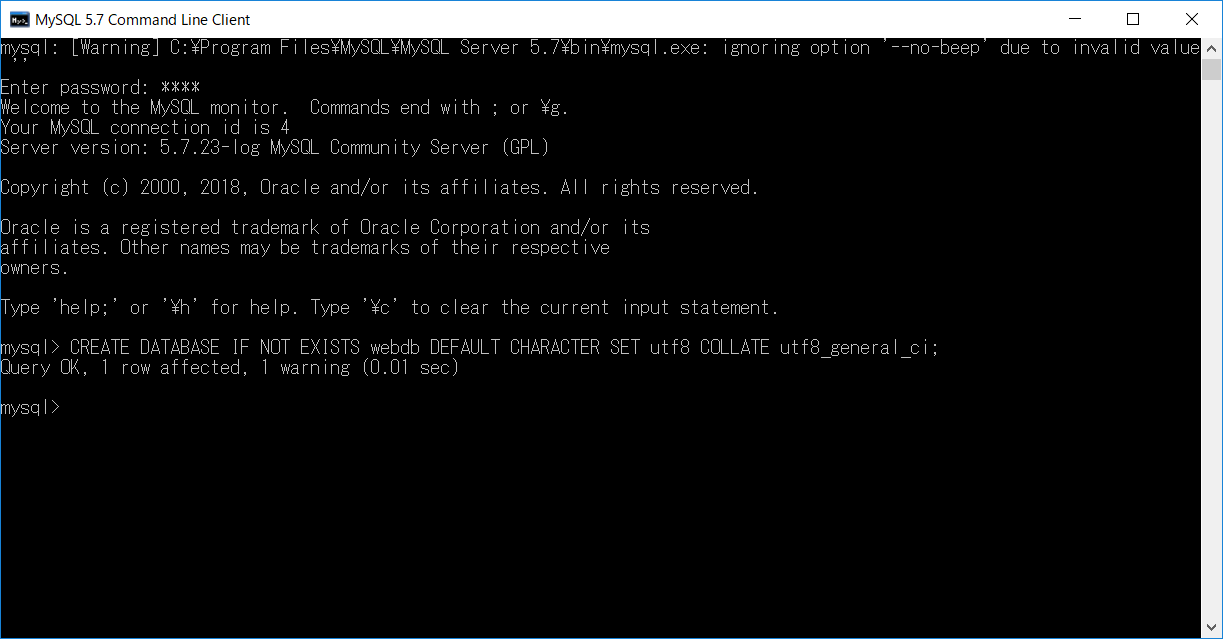 MySQL 5.7 Command Line Client
mysql: [Warning] C:¥Program Files¥MySQL¥MySQL Server 5.7¥bin¥mysql.exe: ignoring option '--no-beep' due to invalid value
''.
Enter password: ****
Welcome to the MySQL monitor.  Commands end with ; or ¥g.
Your MySQL connection id is 4
Server version: 5.7.23-log MySQL Community Server (GPL)
Copyright (c) 2000, 2018, Oracle and/or its affiliates. All rights reserved.
Oracle is a registered trademark of Oracle Corporation and/or its
affiliates. Other names may be trademarks of their respective
owners.
Type 'help;' or '¥h' for help. Type '¥c' to clear the current input statement.
mysql> CREATE DATABASE IF NOT EXISTS webdb DEFAULT CHARACTER SET utf8 COLLATE utf8_general_ci;
Query OK, 1 row affected, 1 warning (0.01 sec)
mysql>